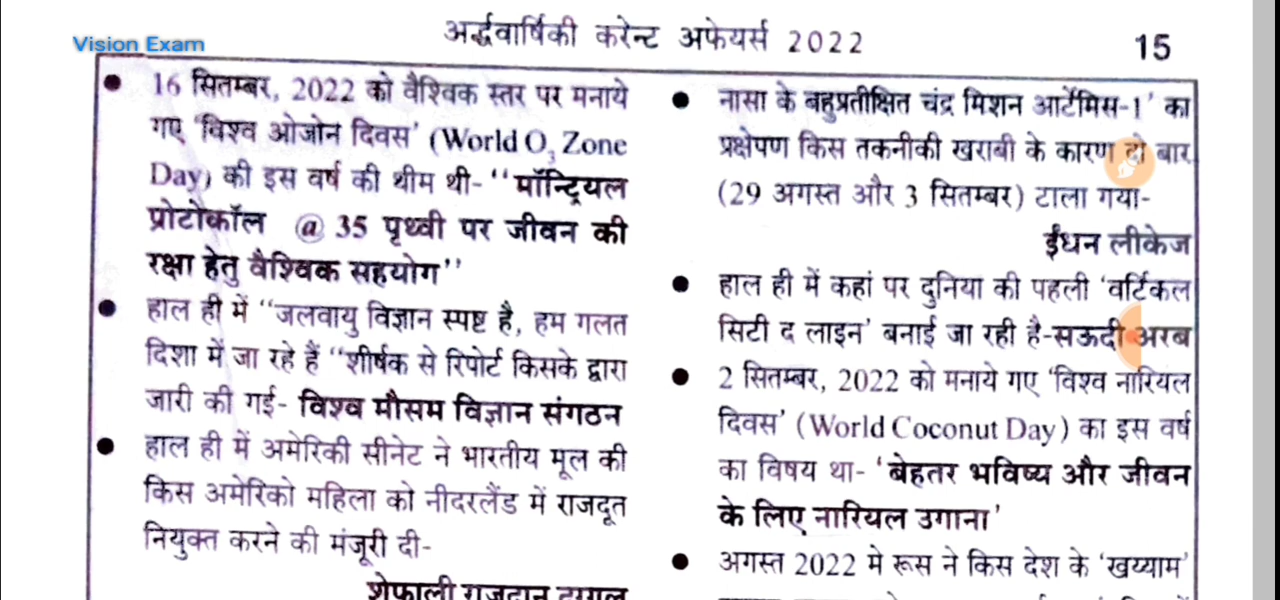 Vision Exam
अर्द्धवार्षिकी करेन्ट अफेयर्स 2022
15
● 16 सितम्बर, 2022 को वैश्विक स्तर पर मनाये
गए 'विश्व ओजोन दिवस' (World O₃ Zone
Day) की इस वर्ष की थीम थी- ''मॉन्ट्रियल
प्रोटोकॉल @ 35 पृथ्वी पर जीवन की
रक्षा हेतु वैश्विक सहयोग''
● हाल ही में ''जलवायु विज्ञान स्पष्ट है, हम गलत
दिशा में जा रहे हैं ''शीर्षक से रिपोर्ट किसके द्वारा
जारी की गई- विश्व मौसम विज्ञान संगठन
● हाल ही में अमेरिकी सीनेट ने भारतीय मूल की
किस अमेरिको महिला को नीदरलैंड में राजदूत
नियुक्त करने की मंजूरी दी-
शेफाली राजदान दुग्गल
● नासा के बहुप्रतीक्षित चंद्र मिशन आर्टेमिस-1' का
प्रक्षेपण किस तकनीकी खराबी के कारण दो बार
(29 अगस्त और 3 सितम्बर) टाला गया-
ईंधन लीकेज
● हाल ही में कहां पर दुनिया की पहली 'वर्टिकल
सिटी द लाइन' बनाई जा रही है-सऊदी अरब
● 2 सितम्बर, 2022 को मनाये गए 'विश्व नारियल
दिवस' (World Coconut Day) का इस वर्ष
का विषय था- 'बेहतर भविष्य और जीवन
के लिए नारियल उगाना'
● अगस्त 2022 मे रूस ने किस देश के 'खय्याम'